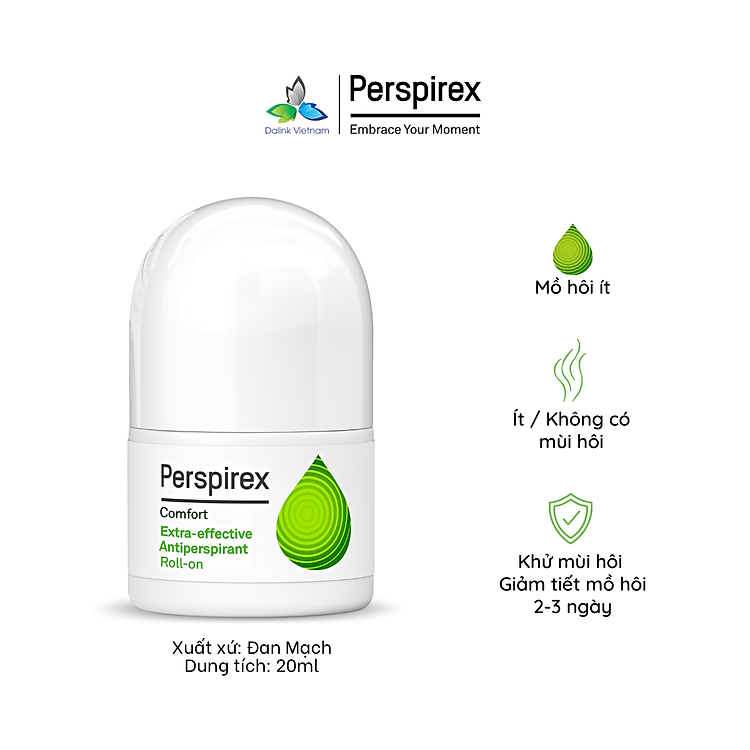 Dalink Vietnam
Perspirex
Embrace Your Moment
Mồ hôi ít
Ít / Không có
mùi hôi
Perspirex
Comfort
Extra-effective
Antiperspirant
Roll-on
Khử mùi hôi
Giảm tiết mồ hôi
2-3 ngày
Xuất xứ: Đan Mạch
Dung tích: 20ml